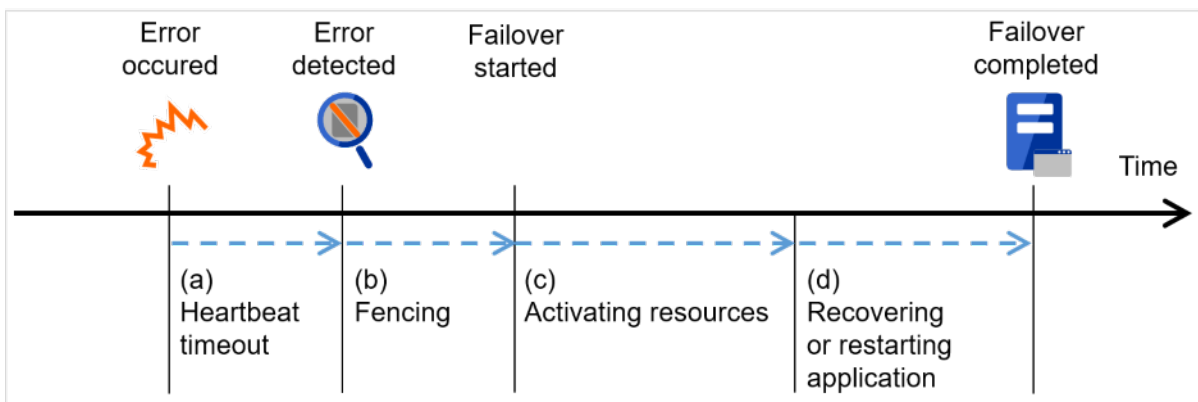 Error
occured
Error
detected
Failover
started
Failover
completed
Time
(a)
Heartbeat
timeout
(b)
Fencing
(c)
Activating resources
(d)
Recovering
or restarting
application